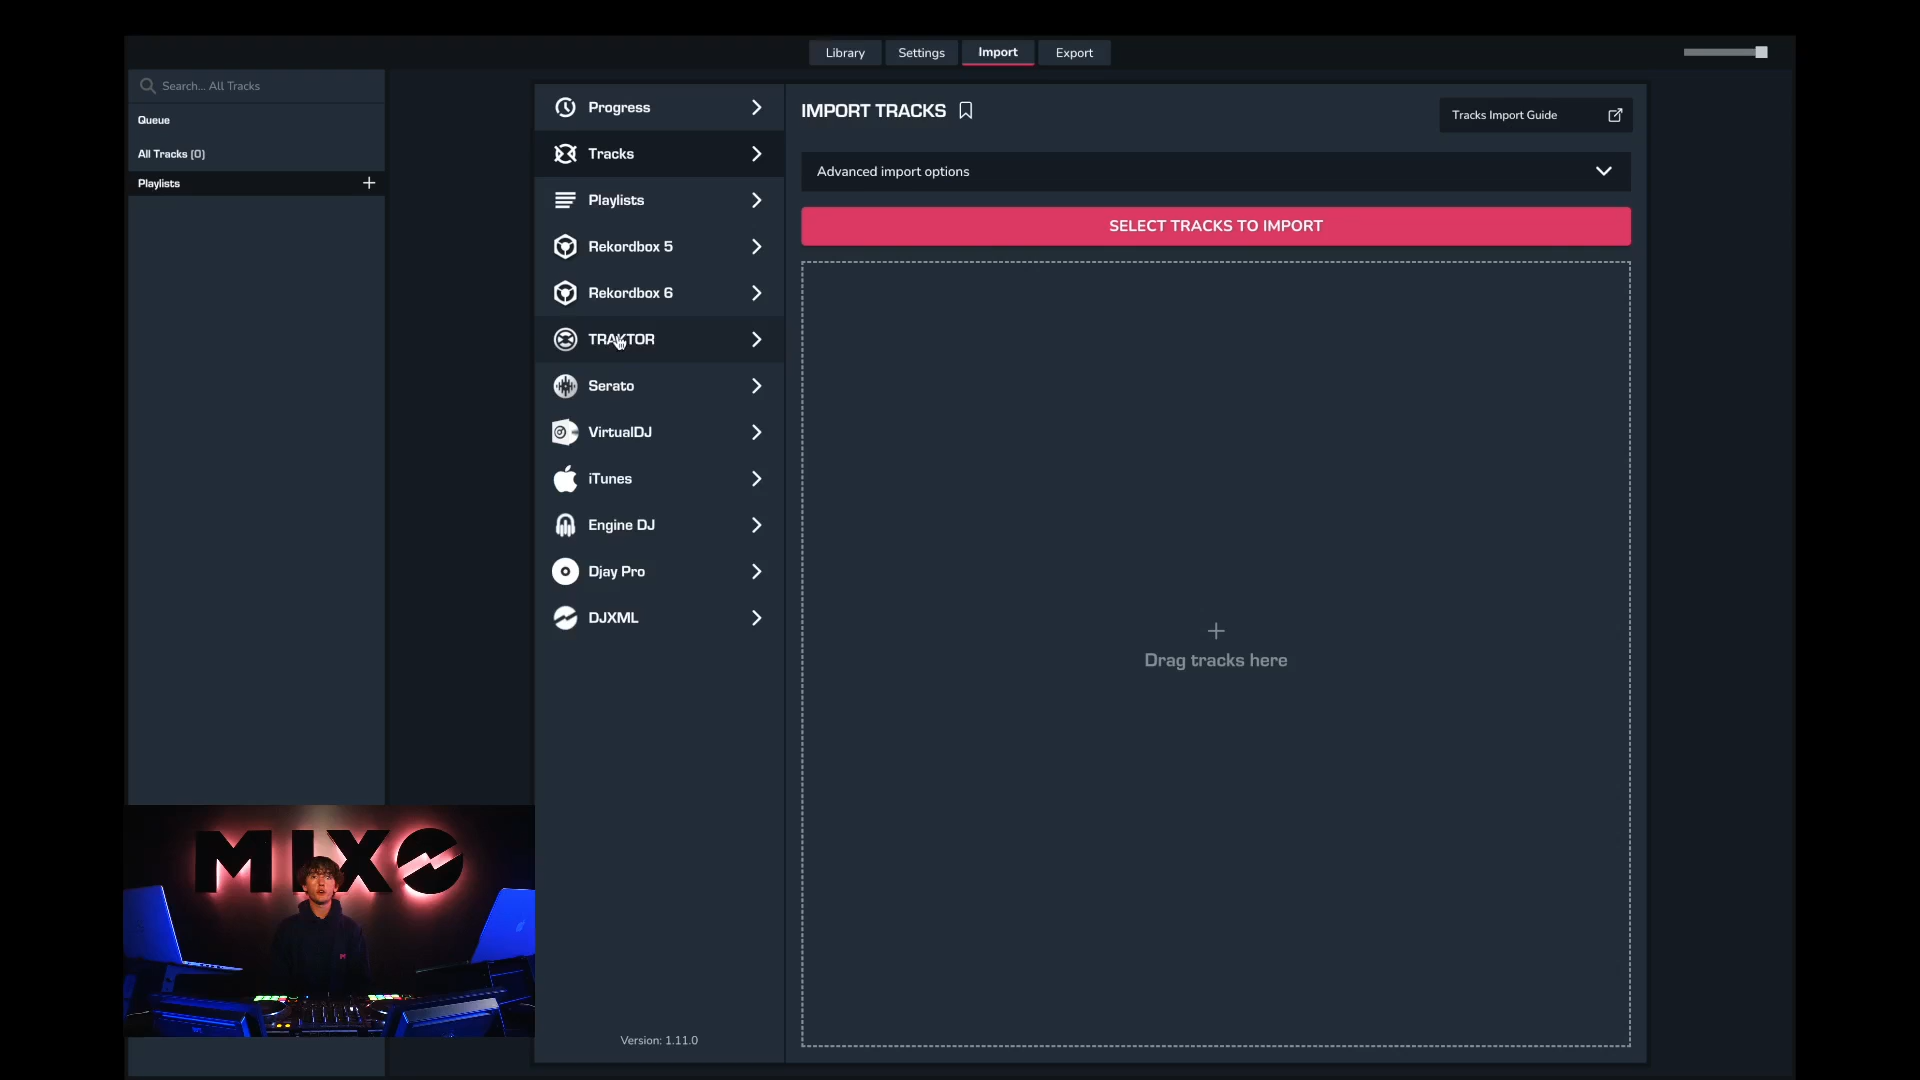 Library
Settings
Import
Export
Search... All Tracks
Queue
All Tracks (0)
Playlists
Progress
Tracks
Playlists
Rekordbox 5
Rekordbox 6
TRAKTOR
Serato
VirtualDJ
iTunes
Engine DJ
Djay Pro
DJXML
Version: 1.11.0
IMPORT TRACKS
Tracks Import Guide
Advanced import options
SELECT TRACKS TO IMPORT
Drag tracks here
MIXO